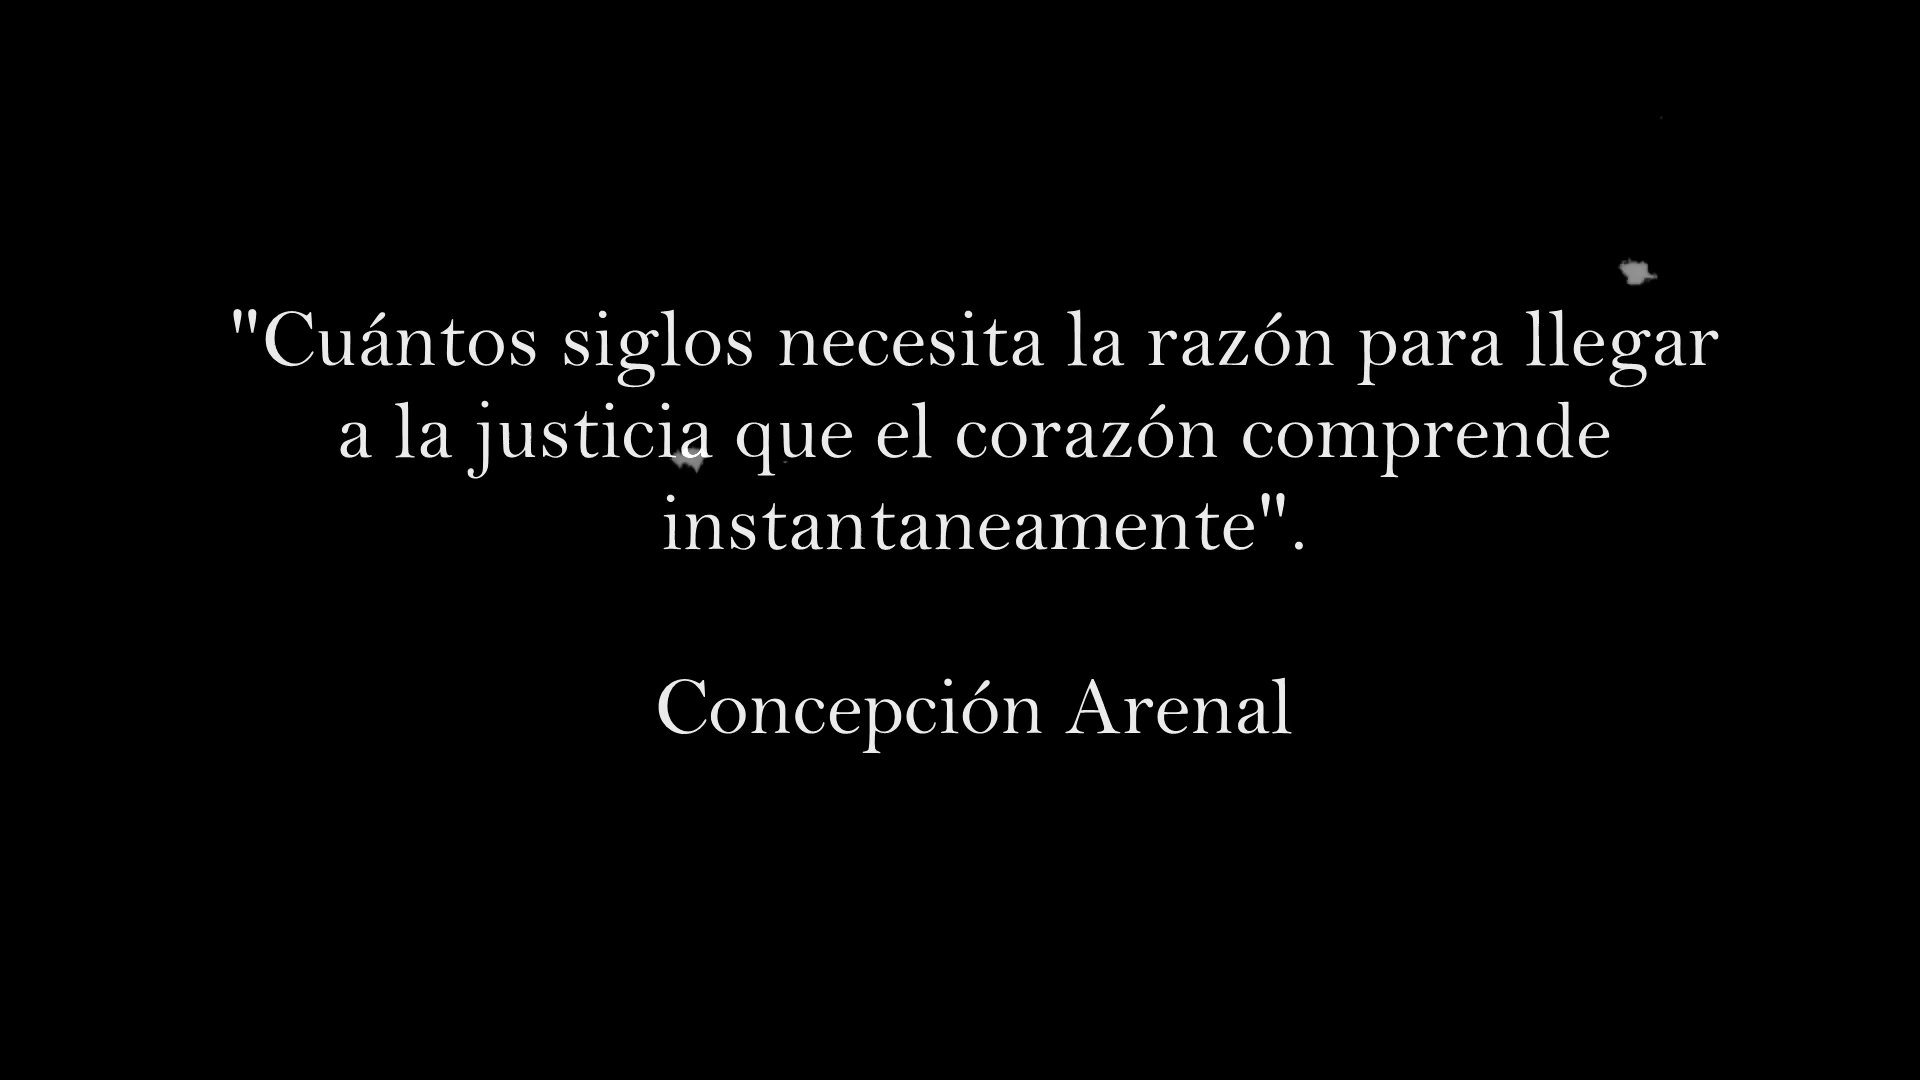 "Cuántos siglos necesita la razón para llegar
a la justicia que el corazón comprende
instantaneamente".
Concepción Arenal